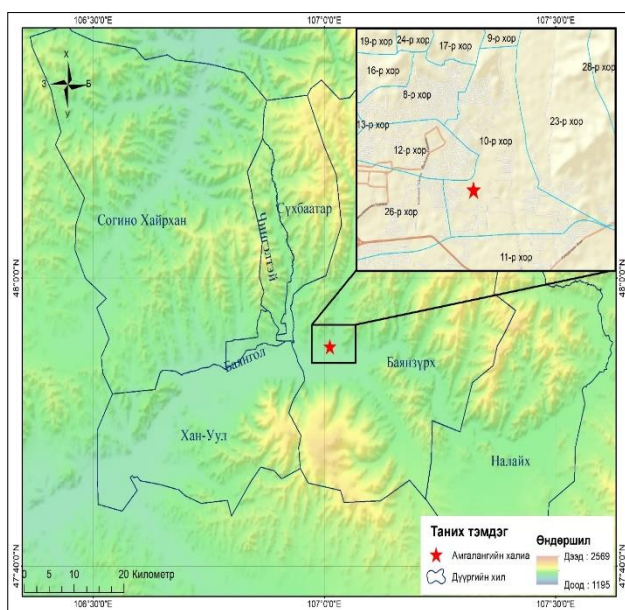 106°30'0"E
107°0'0"E
107°30'0"E
Х
З
Б
У
19-р хор
24-р хор
17-р хор
9-р хор
28-р хор
16-р хор
8-р хор
23-р хор
13-р хор
12-р хор
10-р хор
26-р хор
11-р хор
Согино Хайрхан
Чингэлтэй
Сүхбаатар
48°0'0"N
48°0'0"N
Баянгол
Баянзүрх
Хан-Уул
Налайх
Таних тэмдэг
Амгалангийн халиа
Дүүргийн хил
Өндөршил
Дээд : 2569
Доод : 1195
47°40'0"N
47°40'0"N
0 5 10 20 Километр
106°30'0"E
107°0'0"E
107°30'0"E